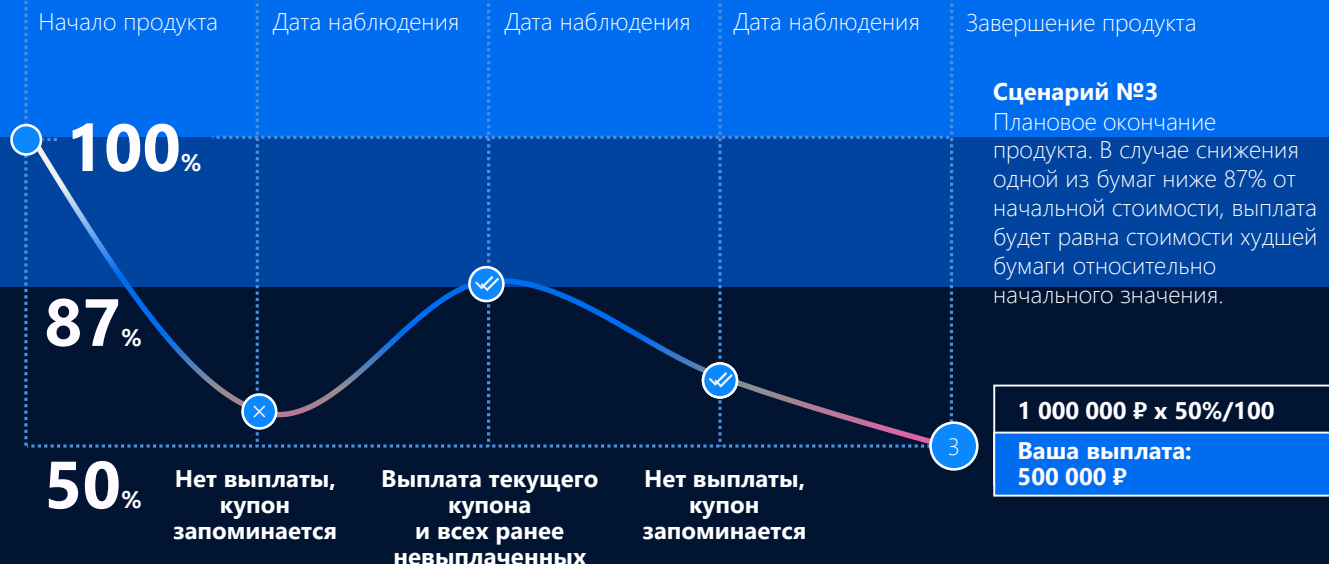 Начало продукта
Дата наблюдения
Дата наблюдения
Дата наблюдения
Завершение продукта
Сценарий №3
Плановое окончание
продукта. В случае снижения
одной из бумаг ниже 87% от
начальной стоимости, выплата
будет равна стоимости худшей
бумаги относительно
начального значения.
100%
87%
50%
3
1 000 000 ₽ x 50%/100
Ваша выплата:
500 000 ₽
Нет выплаты,
купон
запоминается
Выплата текущего
купона
и всех ранее
невыплаченных
Нет выплаты,
купон
запоминается